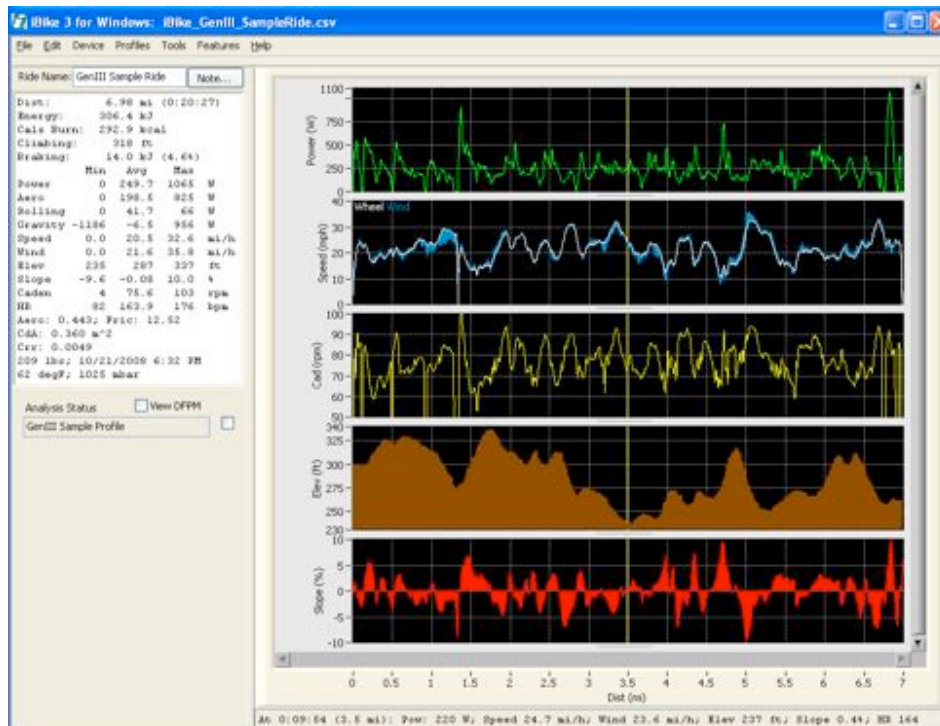 iBike 3 for Windows: iBike_GenIII_SampleRide.csv
File Edit Device Profiles Tools Features Help
Ride Name: GenIII Sample Ride Note...
Dist: 6.98 mi (0:20:27)
Energy: 306.4 kJ
Cals Burn: 292.9 kcal
Climbing: 318 ft
Braking: 14.0 kJ (4.6%)
Min Avg Max
Power 0 249.7 1065 W
Aero 0 198.5 825 W
Rolling 0 41.7 66 W
Gravity -1186 -6.5 956 W
Speed 0.0 20.5 32.6 mi/h
Wind 0.0 21.6 35.8 mi/h
Elev 235 287 337 ft
Slope -9.6 -0.08 10.0 %
Caden 4 75.6 103 rpm
HR 82 163.9 176 bpm
Aero: 0.443; Fric: 12.52
CdA: 0.360 m^2
Crr: 0.0049
209 lbs; 10/21/2008 6:32 PM
62 degF; 1025 mbar
Analysis Status View DFPM
GenIII Sample Profile
Power (W)
1100
750
500
250
0
Speed (mph)
Wheel Wind
40
30
20
10
0
Cad (rpm)
100
90
80
70
60
50
Elev (ft)
340
325
300
275
250
230
Slope (%)
10
5
0
-5
-10
0 0.5 1 1.5 2 2.5 3 3.5 4 4.5 5 5.5 6 6.5 7
Dist (mi)
At 0:09:54 (3.5 mi): Pow: 220 W, Speed 24.7 mi/h, Wind 23.6 mi/h, Elev 237 ft, Slope 0.4%, HR 164